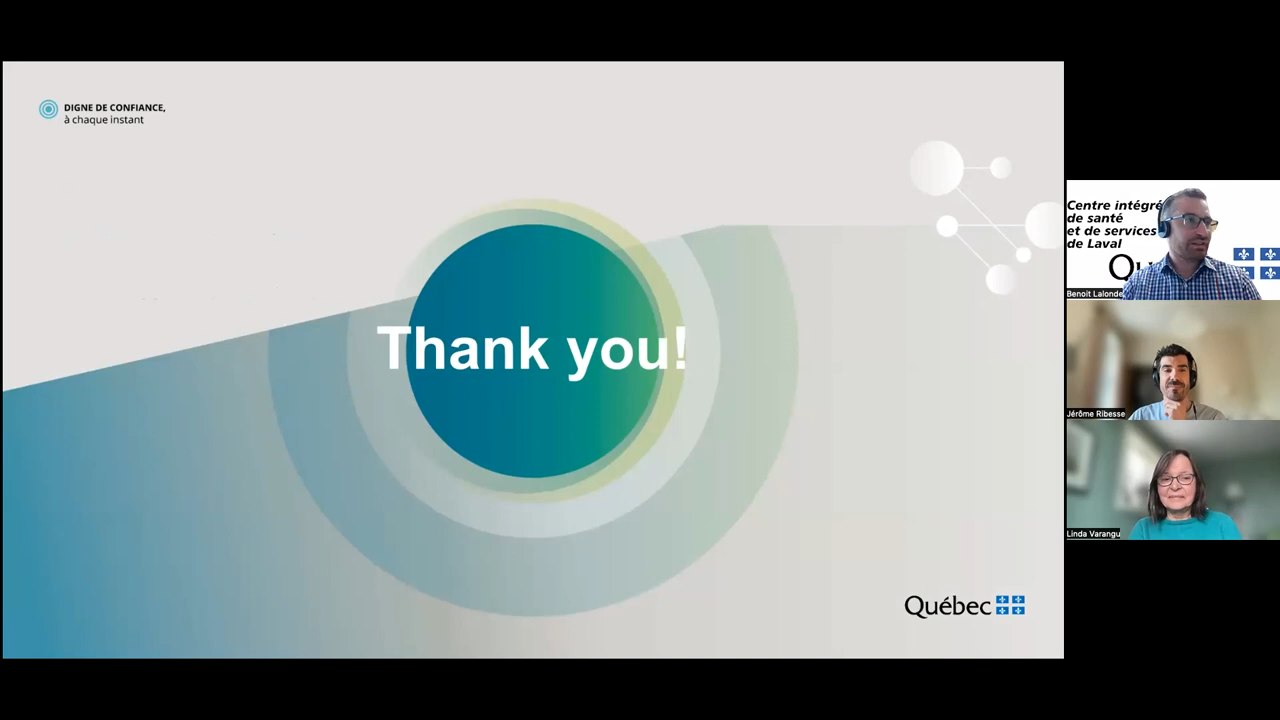 DIGNE DE CONFIANCE,
à chaque instant
Thank you!
Québec
Centre intégré
de santé
et de services
de Laval
Qu
Benoit Lalonde
Jérôme Ribesse
Linda Varangu